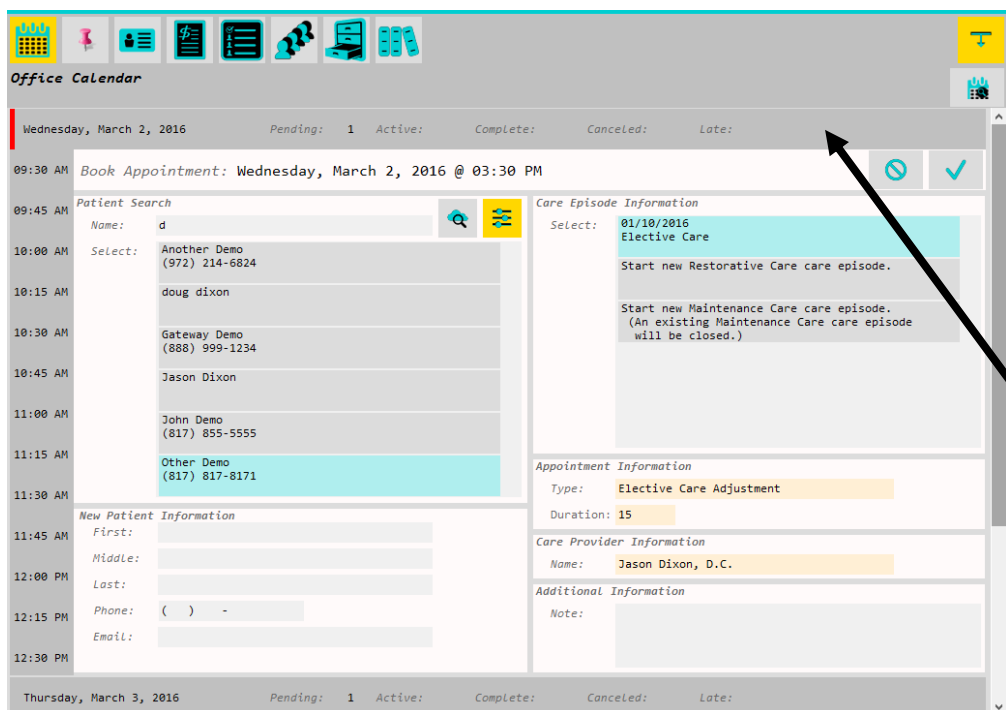 Office Calendar
Wednesday, March 2, 2016 Pending: 1 Active: Complete: Canceled: Late:
09:30 AM Book Appointment: Wednesday, March 2, 2016 @ 03:30 PM
09:45 AM
10:00 AM
10:15 AM
10:30 AM
10:45 AM
11:00 AM
11:15 AM
11:30 AM
11:45 AM
12:00 PM
12:15 PM
12:30 PM
Patient Search
Name: d
Select: Another Demo
(972) 214-6824
doug dixon
Gateway Demo
(888) 999-1234
Jason Dixon
John Demo
(817) 855-5555
Other Demo
(817) 817-8171
New Patient Information
First:
Middle:
Last:
Phone: ( ) -
Email:
Care Episode Information
Select: 01/10/2016
Elective Care
Start new Restorative Care care episode.
Start new Maintenance Care care episode.
(An existing Maintenance Care care episode
will be closed.)
Appointment Information
Type: Elective Care Adjustment
Duration: 15
Care Provider Information
Name: Jason Dixon, D.C.
Additional Information
Note:
Thursday, March 3, 2016 Pending: 1 Active: Complete: Canceled: Late: